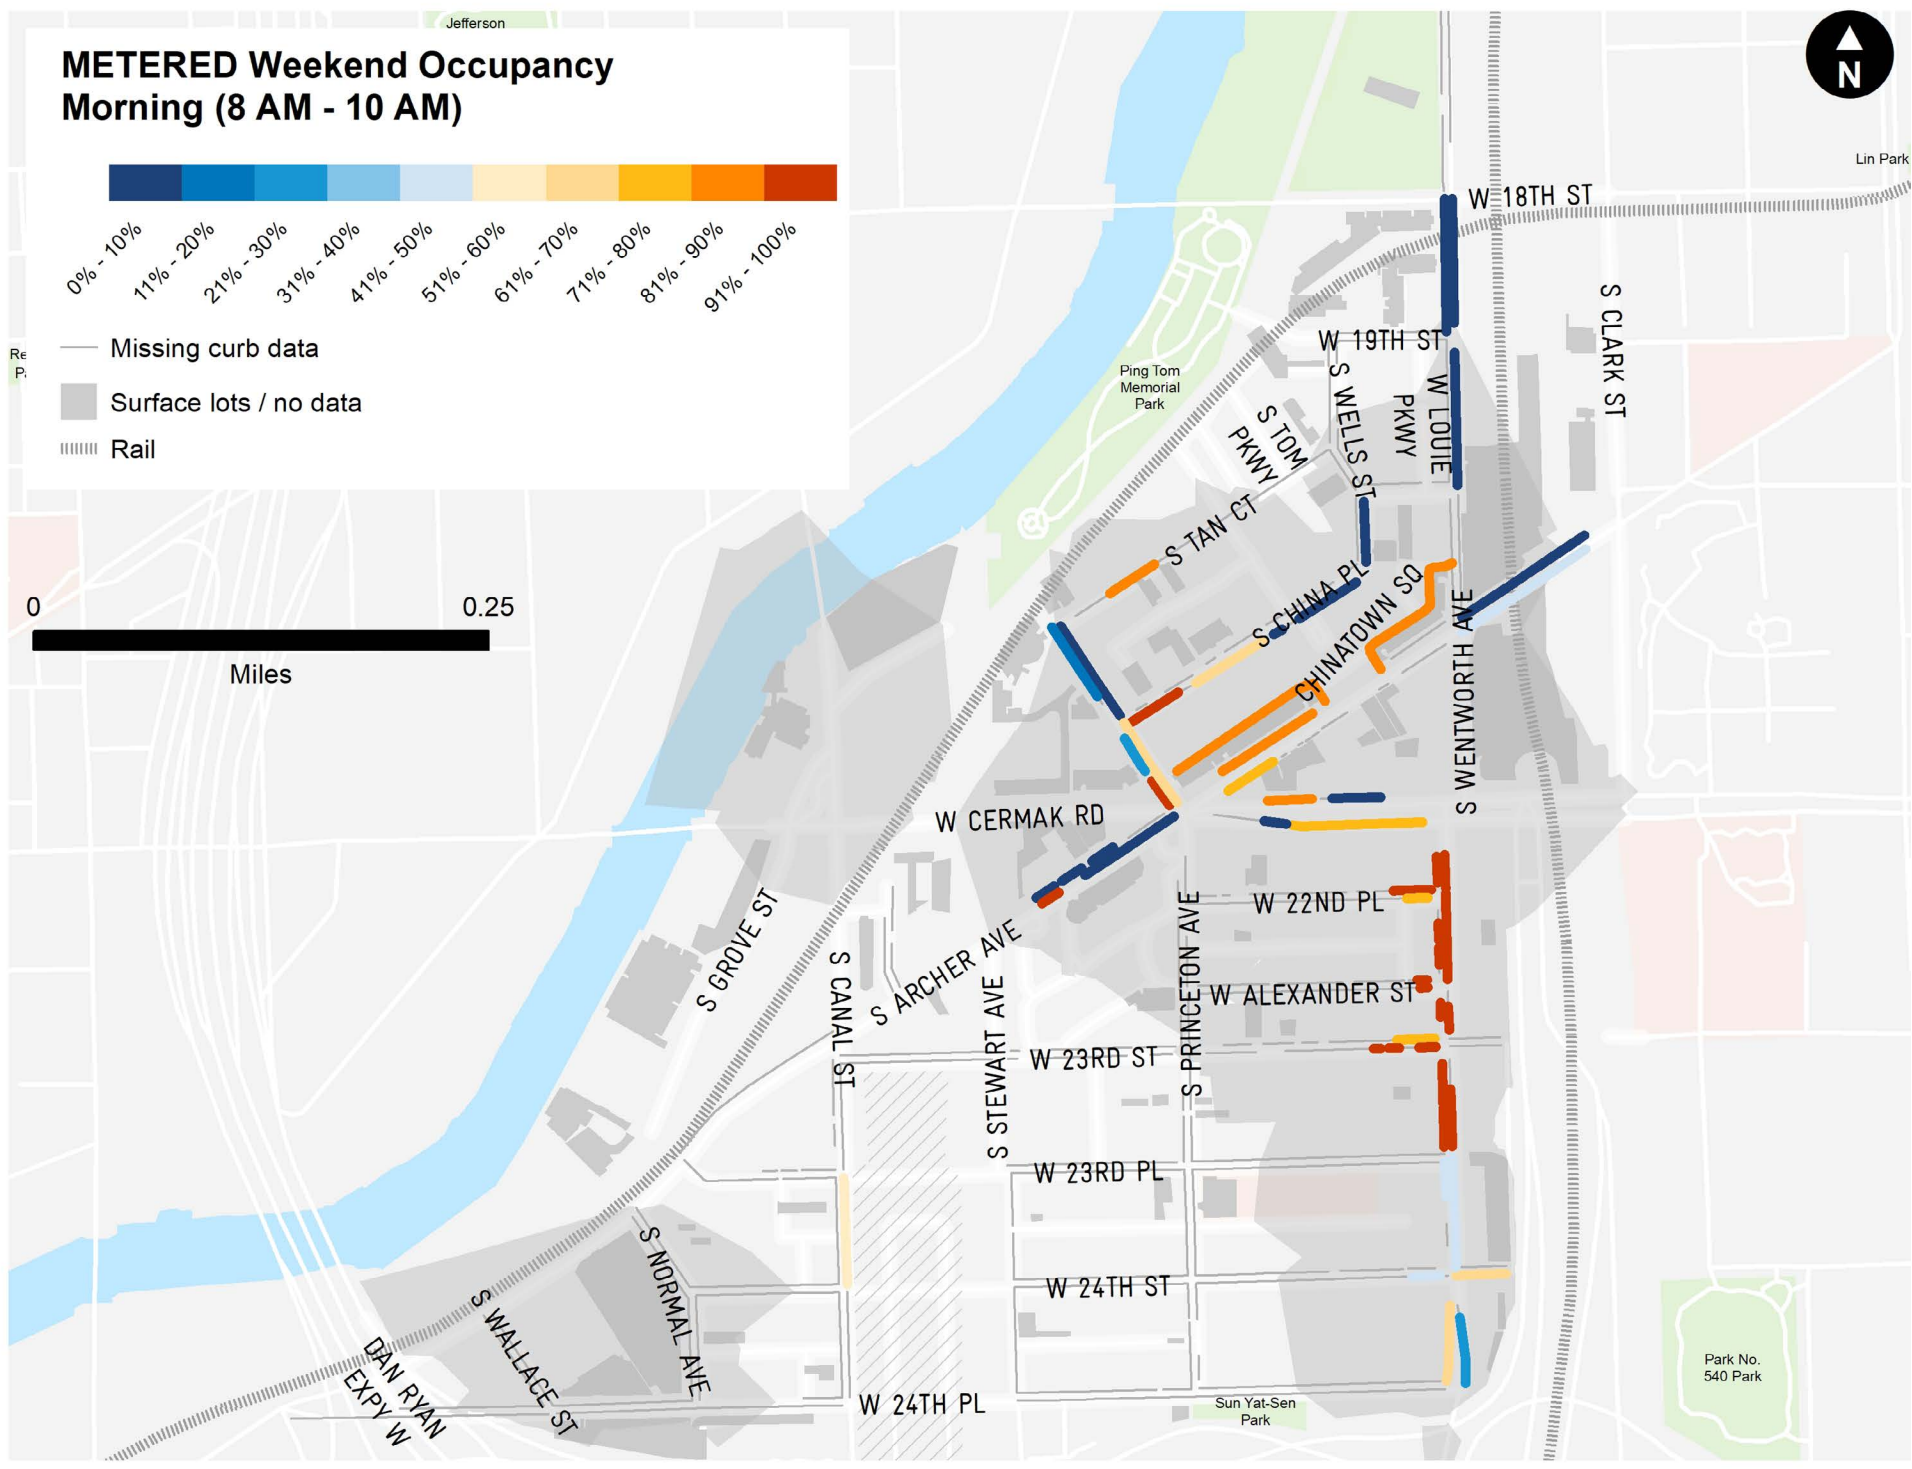 Jefferson
METERED Weekend Occupancy
Morning (8 AM - 10 AM)
0% - 10%
11% - 20%
21% - 30%
31% - 40%
41% - 50%
51% - 60%
61% - 70%
71% - 80%
81% - 90%
91% - 100%
Missing curb data
Surface lots / no data
Rail
N
Lin Park
Re
P
W 18TH ST
S CLARK ST
W 19TH ST
Ping Tom
Memorial
Park
S WELLS ST
W LOUIE
PKWY
S TOM
PKWY
S TAN CT
S CHINA PL
CHINATOWN SQ
S WENTWORTH AVE
0
0.25
Miles
W CERMAK RD
W 22ND PL
S GROVE ST
S CANAL ST
S ARCHER AVE
S STEWART AVE
S PRINCETON AVE
W ALEXANDER ST
W 23RD ST
W 23RD PL
W 24TH ST
S NORMAL AVE
S WALLACE ST
DAN RYAN
EXPY W
W 24TH PL
Sun Yat-Sen
Park
Park No.
540 Park